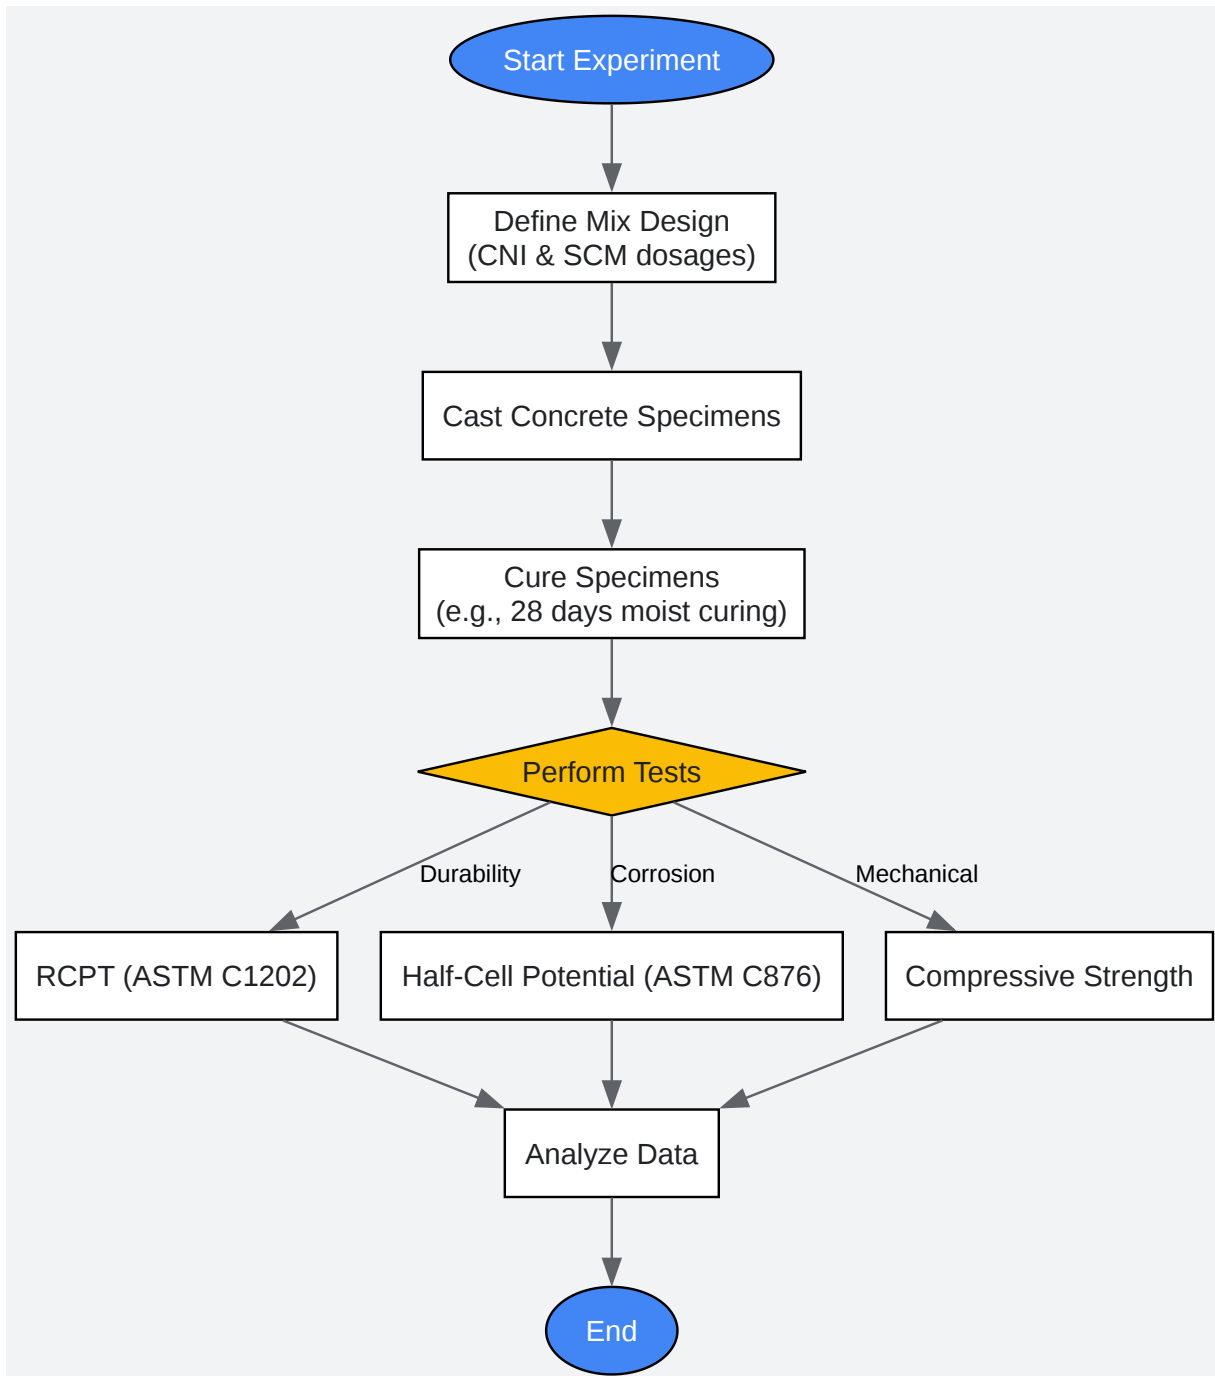 Start Experiment
Define Mix Design
(CNI & SCM dosages)
Cast Concrete Specimens
Cure Specimens
(e.g., 28 days moist curing)
Perform Tests
Durability
Corrosion
Mechanical
RCPT (ASTM C1202)
Half-Cell Potential (ASTM C876)
Compressive Strength
Analyze Data
End